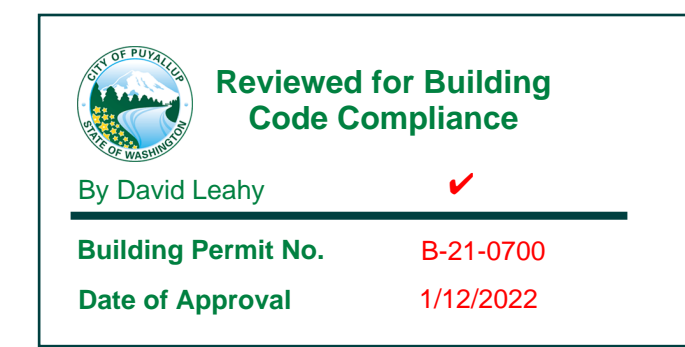 CITY OF PUYALLUP
STATE OF WASHINGTON
Reviewed for Building
Code Compliance
By David Leahy ✔
Building Permit No. B-21-0700
Date of Approval 1/12/2022